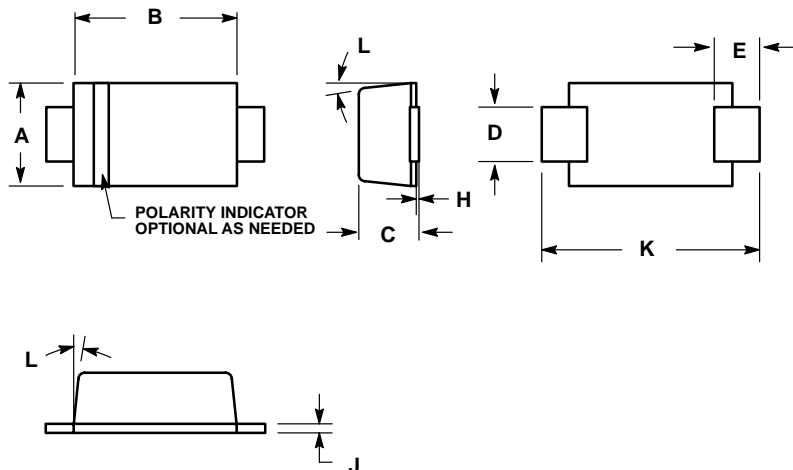 B
L
E
A
D
POLARITY INDICATOR
OPTIONAL AS NEEDED
H
C
K
L
J